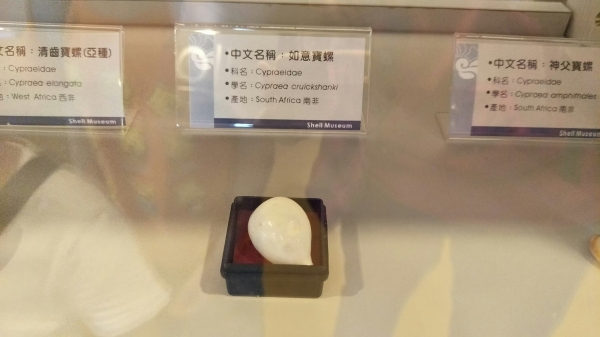 文名稱：清齒寶螺(亞種)
：Cypraeidae
：Cypraea elongata
地：West Africa 西非
Shell Museum
•中文名稱：如意寶螺
•科名：Cypraeidae
•學名：Cypraea cruickshanki
•產地：South Africa 南非
Shell Museum
•中文名稱：神父寶螺
•科名：Cypraeidae
•學名：Cypraea amphithales
•產地：South Africa 南非
Shell Museum